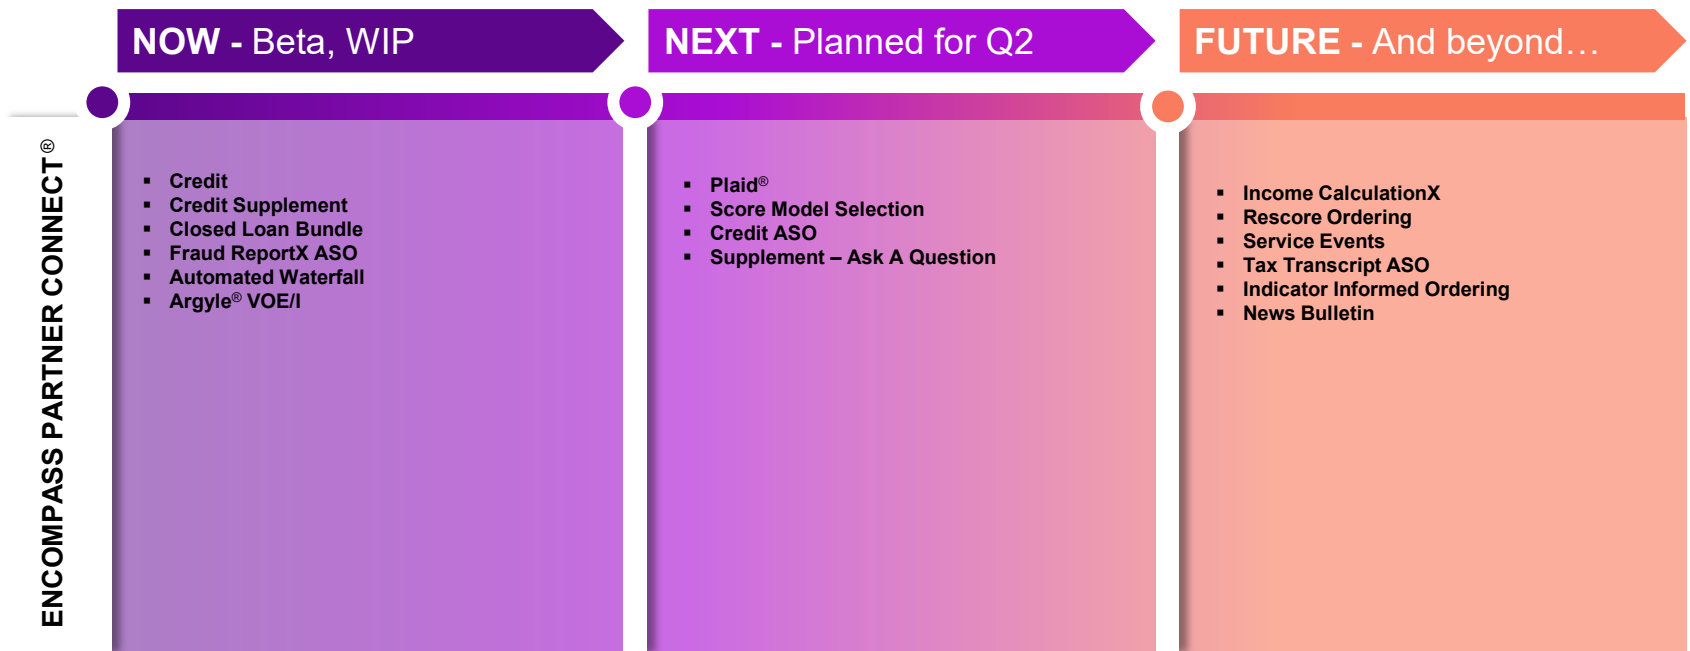 NOW - Beta, WIP
NEXT - Planned for Q2
FUTURE - And beyond…
ENCOMPASS PARTNER CONNECT®
▪ Credit
▪ Credit Supplement
▪ Closed Loan Bundle
▪ Fraud ReportX ASO
▪ Automated Waterfall
▪ Argyle® VOE/I
▪ Plaid®
▪ Score Model Selection
▪ Credit ASO
▪ Supplement – Ask A Question
▪ Income CalculationX
▪ Rescore Ordering
▪ Service Events
▪ Tax Transcript ASO
▪ Indicator Informed Ordering
▪ News Bulletin